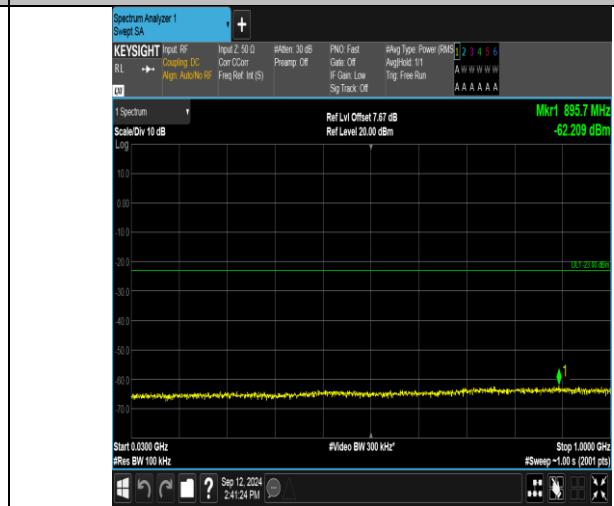 Spectrum Analyzer 1
Swept SA
+
KEYSIGHT Input: RF Input Z: 50 Ω #Atten: 30 dB PNO: Fast #Avg Type: Power (RMS 1 2 3 4 5 6
RL Coupling: DC Corr CCorr Preamp: Off Gate: Off Avg|Hold: 1/1 A W W W W W
Align: Auto/No RF Freq Ref: Int (S) IF Gain: Low Trig: Free Run
Sig Track: Off A A A A A A
LXI
1 Spectrum Ref Lvl Offset 7.67 dB Mkr1 895.7 MHz
Scale/Div 10 dB Ref Level 20.00 dBm -62.209 dBm
Log
10.0
0.00
-10.0
-20.0
DL1 -23.00 dBm
-30.0
-40.0
-50.0
1
-60.0
-70.0
Start 0.0300 GHz #Video BW 300 kHz* Stop 1.0000 GHz
#Res BW 100 kHz #Sweep ~1.00 s (2001 pts)
? Sep 12, 2024
2:41:24 PM